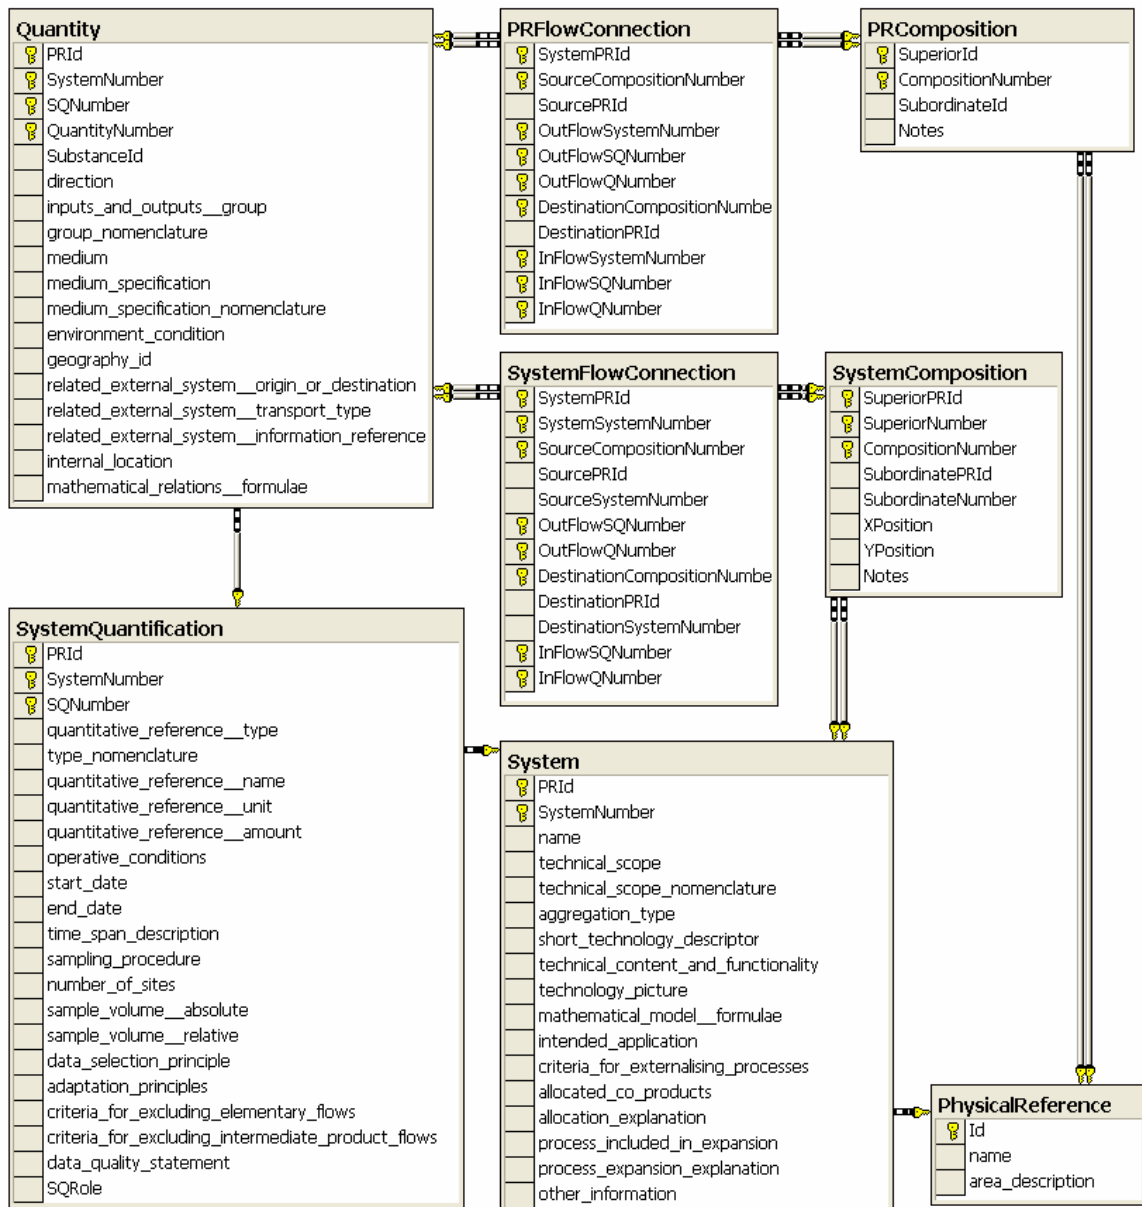 Quantity
PRId
SystemNumber
SQNumber
QuantityNumber
SubstanceId
direction
inputs_and_outputs__group
group_nomenclature
medium
medium_specification
medium_specification_nomenclature
environment_condition
geography_id
related_external_system__origin_or_destination
related_external_system__transport_type
related_external_system__information_reference
internal_location
mathematical_relations__formulae
PRFlowConnection
SystemPRId
SourceCompositionNumber
SourcePRId
OutFlowSystemNumber
OutFlowSQNumber
OutFlowQNumber
DestinationCompositionNumbe
DestinationPRId
InFlowSystemNumber
InFlowSQNumber
InFlowQNumber
PRComposition
SuperiorId
CompositionNumber
SubordinateId
Notes
SystemFlowConnection
SystemPRId
SystemSystemNumber
SourceCompositionNumber
SourcePRId
SourceSystemNumber
OutFlowSQNumber
OutFlowQNumber
DestinationCompositionNumbe
DestinationPRId
DestinationSystemNumber
InFlowSQNumber
InFlowQNumber
SystemComposition
SuperiorPRId
SuperiorNumber
CompositionNumber
SubordinatePRId
SubordinateNumber
XPosition
YPosition
Notes
SystemQuantification
PRId
SystemNumber
SQNumber
quantitative_reference__type
type_nomenclature
quantitative_reference__name
quantitative_reference__unit
quantitative_reference__amount
operative_conditions
start_date
end_date
time_span_description
sampling_procedure
number_of_sites
sample_volume__absolute
sample_volume__relative
data_selection_principle
adaptation_principles
criteria_for_excluding_elementary_flows
criteria_for_excluding_intermediate_product_flows
data_quality_statement
SQRole
System
PRId
SystemNumber
name
technical_scope
technical_scope_nomenclature
aggregation_type
short_technology_descriptor
technical_content_and_functionality
technology_picture
mathematical_model__formulae
intended_application
criteria_for_externalising_processes
allocated_co_products
allocation_explanation
process_included_in_expansion
process_expansion_explanation
other_information
PhysicalReference
Id
name
area_description